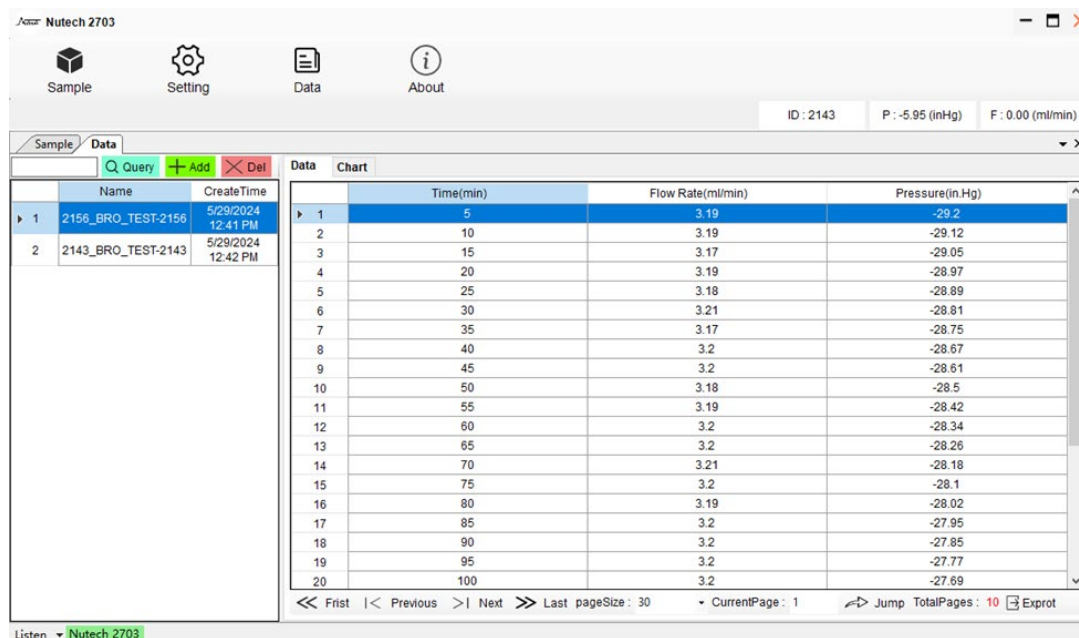 Nutech 2703
Sample Setting Data About
ID : 2143 P : -5.95 (inHg) F : 0.00 (ml/min)
Sample Data
Query Add Del Data Chart
Name CreateTime
1 2156_BRO_TEST-2156 5/29/2024 12:41 PM
2 2143_BRO_TEST-2143 5/29/2024 12:42 PM
Time(min) Flow Rate(ml/min) Pressure(in.Hg)
1 5 3.19 -29.2
2 10 3.19 -29.12
3 15 3.17 -29.05
4 20 3.19 -28.97
5 25 3.18 -28.89
6 30 3.21 -28.81
7 35 3.17 -28.75
8 40 3.2 -28.67
9 45 3.2 -28.61
10 50 3.18 -28.5
11 55 3.19 -28.42
12 60 3.2 -28.34
13 65 3.2 -28.26
14 70 3.21 -28.18
15 75 3.2 -28.1
16 80 3.19 -28.02
17 85 3.2 -27.95
18 90 3.2 -27.85
19 95 3.2 -27.77
20 100 3.2 -27.69
Frist Previous Next Last pageSize : 30 CurrentPage : 1 Jump TotalPages : 10 Exprot
Listen Nutech 2703